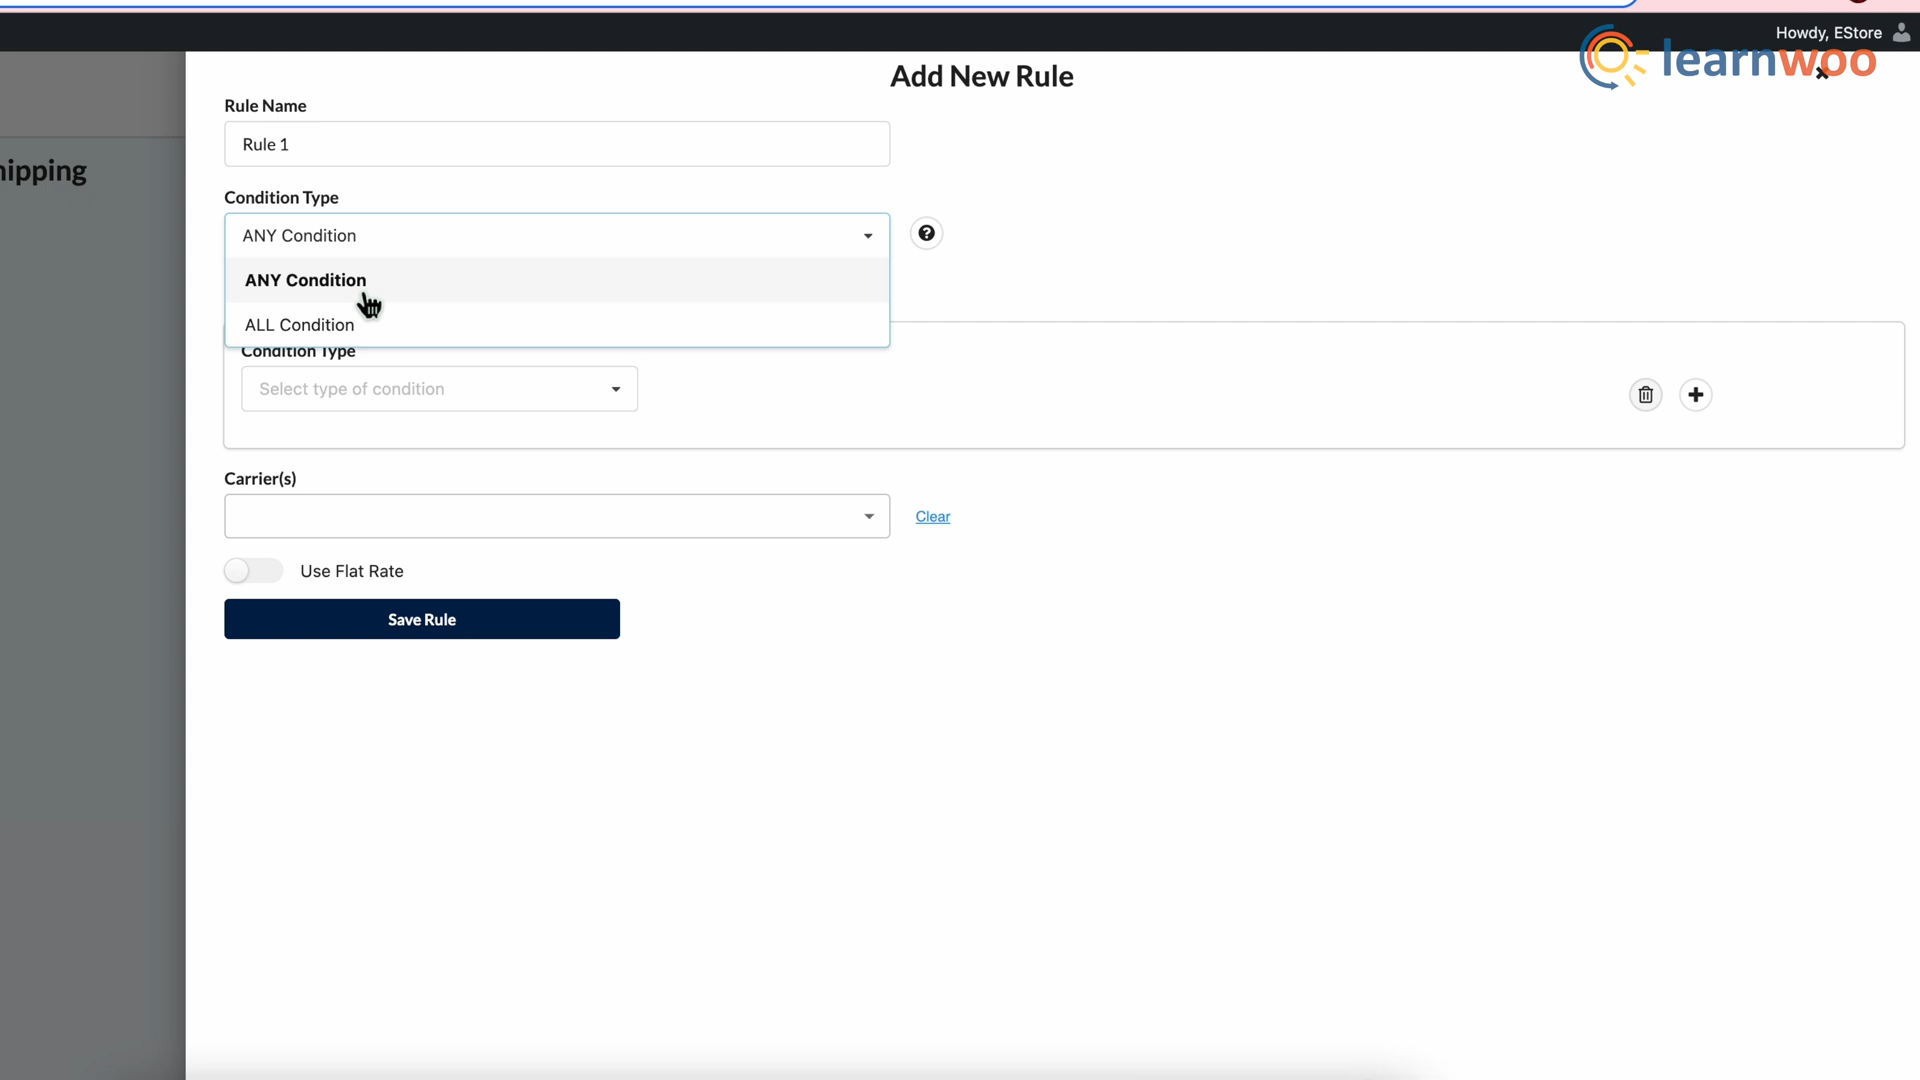 Howdy, EStore
learnwoo
Add New Rule
Rule Name
Rule 1
hipping
Condition Type
ANY Condition
ANY Condition
ALL Condition
Condition Type
Select type of condition
Carrier(s)
Clear
Use Flat Rate
Save Rule